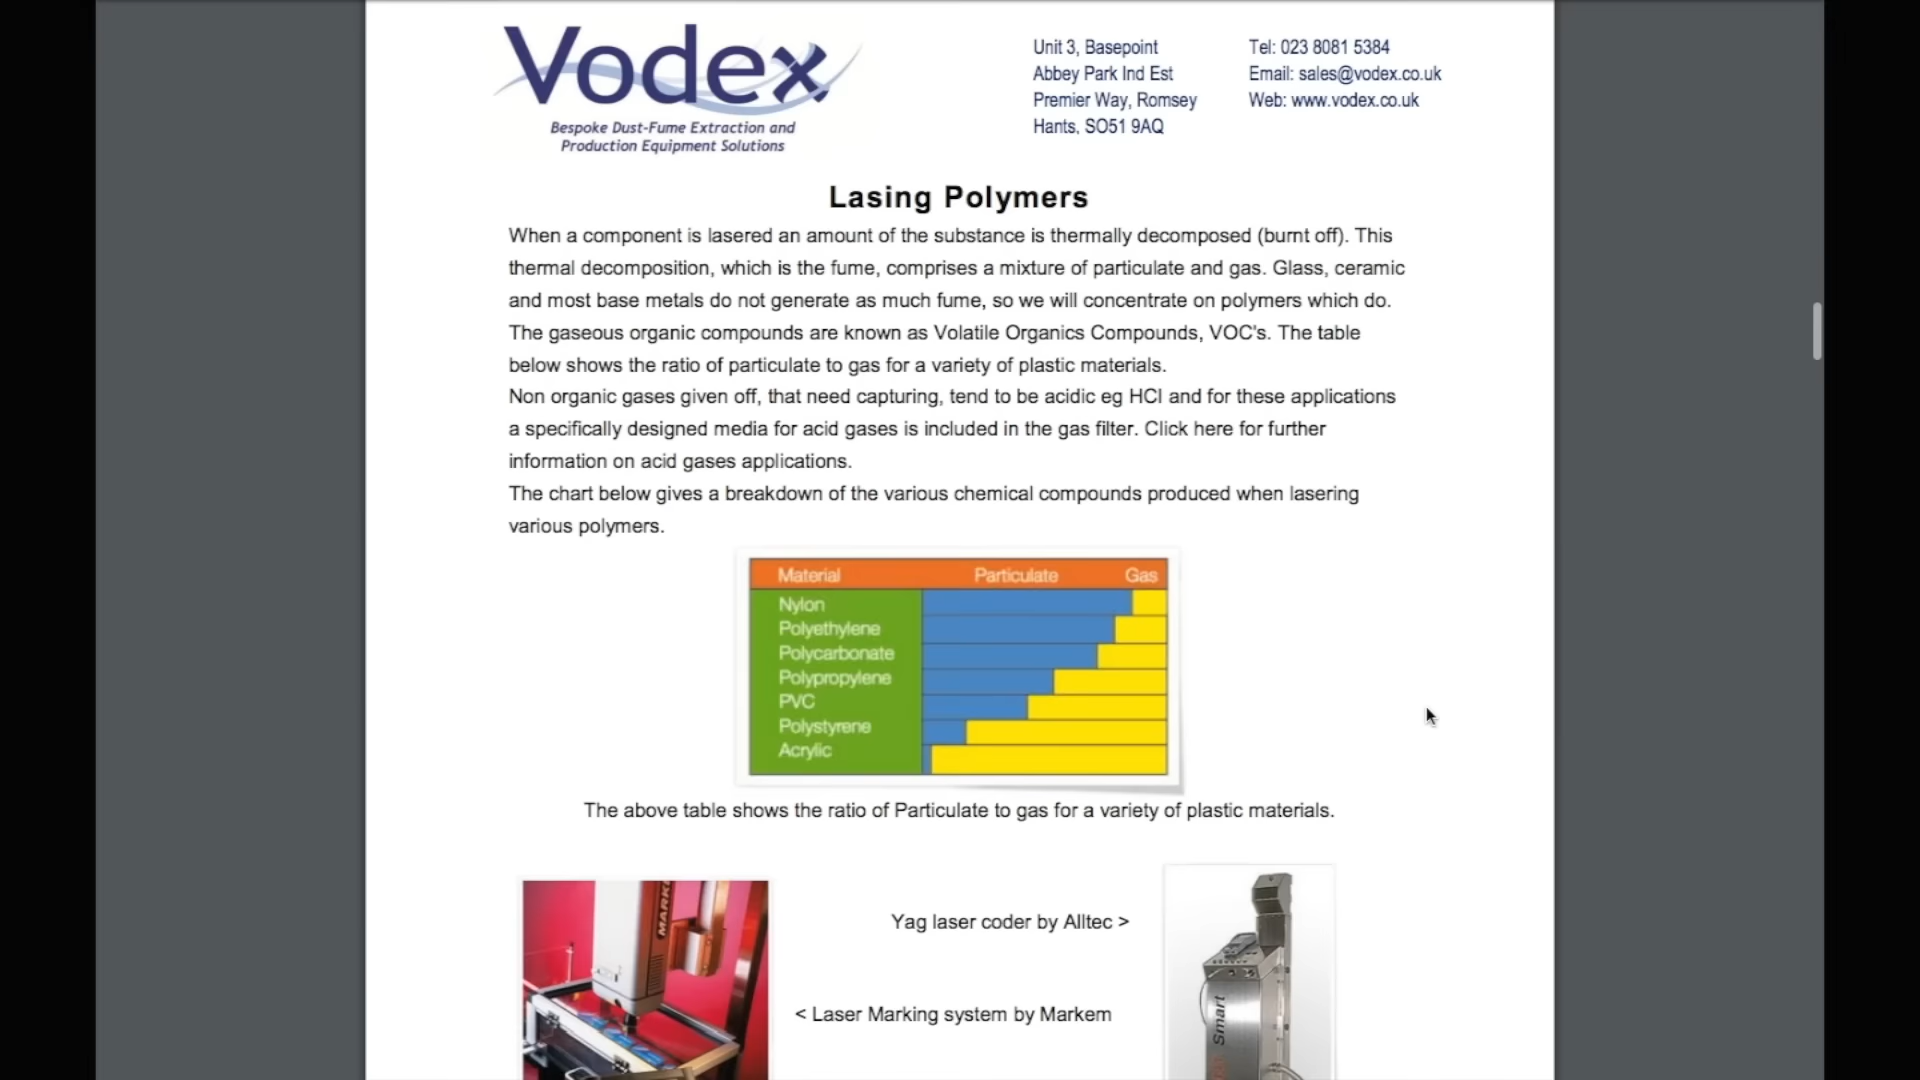 Vodex
Bespoke Dust-Fume Extraction and
Production Equipment Solutions
Unit 3, Basepoint
Abbey Park Ind Est
Premier Way, Romsey
Hants, SO51 9AQ
Tel: 023 8081 5384
Email: sales@vodex.co.uk
Web: www.vodex.co.uk
Lasing Polymers
When a component is lasered an amount of the substance is thermally decomposed (burnt off). This
thermal decomposition, which is the fume, comprises a mixture of particulate and gas. Glass, ceramic
and most base metals do not generate as much fume, so we will concentrate on polymers which do.
The gaseous organic compounds are known as Volatile Organics Compounds, VOC's. The table
below shows the ratio of particulate to gas for a variety of plastic materials.
Non organic gases given off, that need capturing, tend to be acidic eg HCl and for these applications
a specifically designed media for acid gases is included in the gas filter. Click here for further
information on acid gases applications.
The chart below gives a breakdown of the various chemical compounds produced when lasering
various polymers.
Material Particulate Gas
Nylon
Polyethylene
Polycarbonate
Polypropylene
PVC
Polystyrene
Acrylic
The above table shows the ratio of Particulate to gas for a variety of plastic materials.
Yag laser coder by Alltec >
< Laser Marking system by Markem
Smart